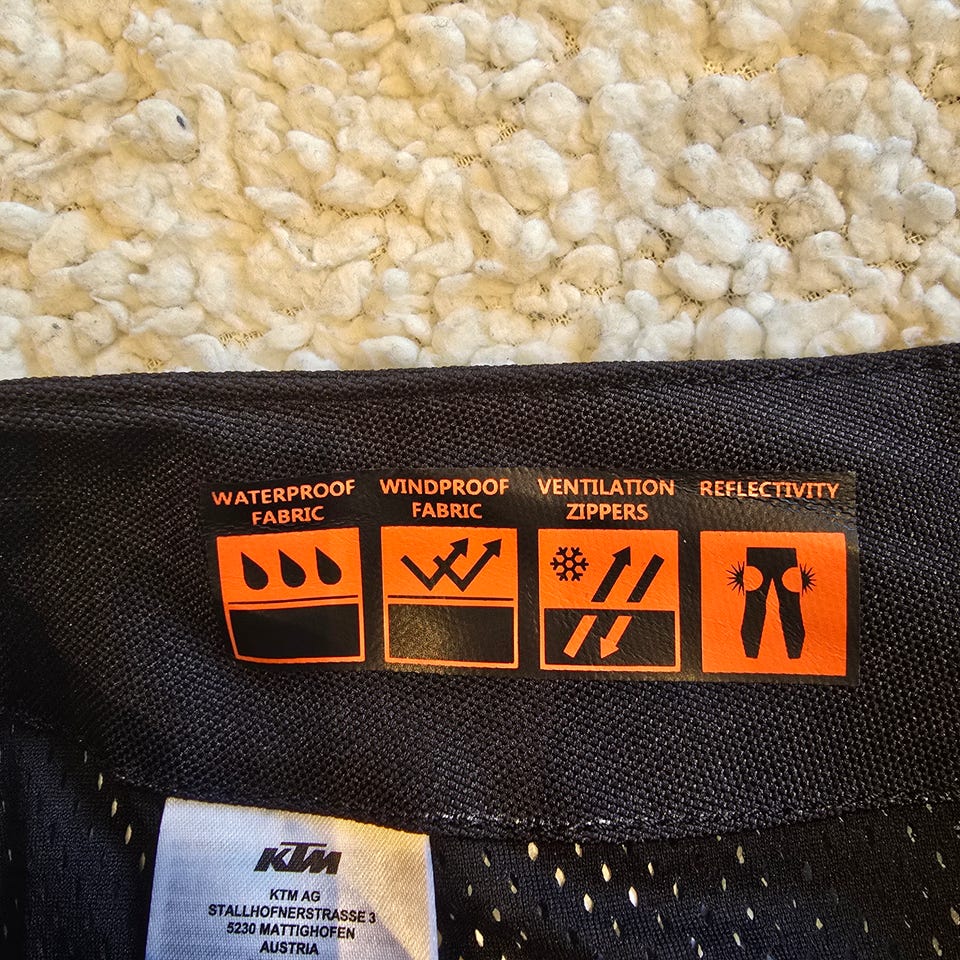 WATERPROOF
FABRIC
WINDPROOF
FABRIC
VENTILATION
ZIPPERS
REFLECTIVITY
KTM
KTM AG
STALLHOFNERSTRASSE 3
5230 MATTIGHOFEN
AUSTRIA